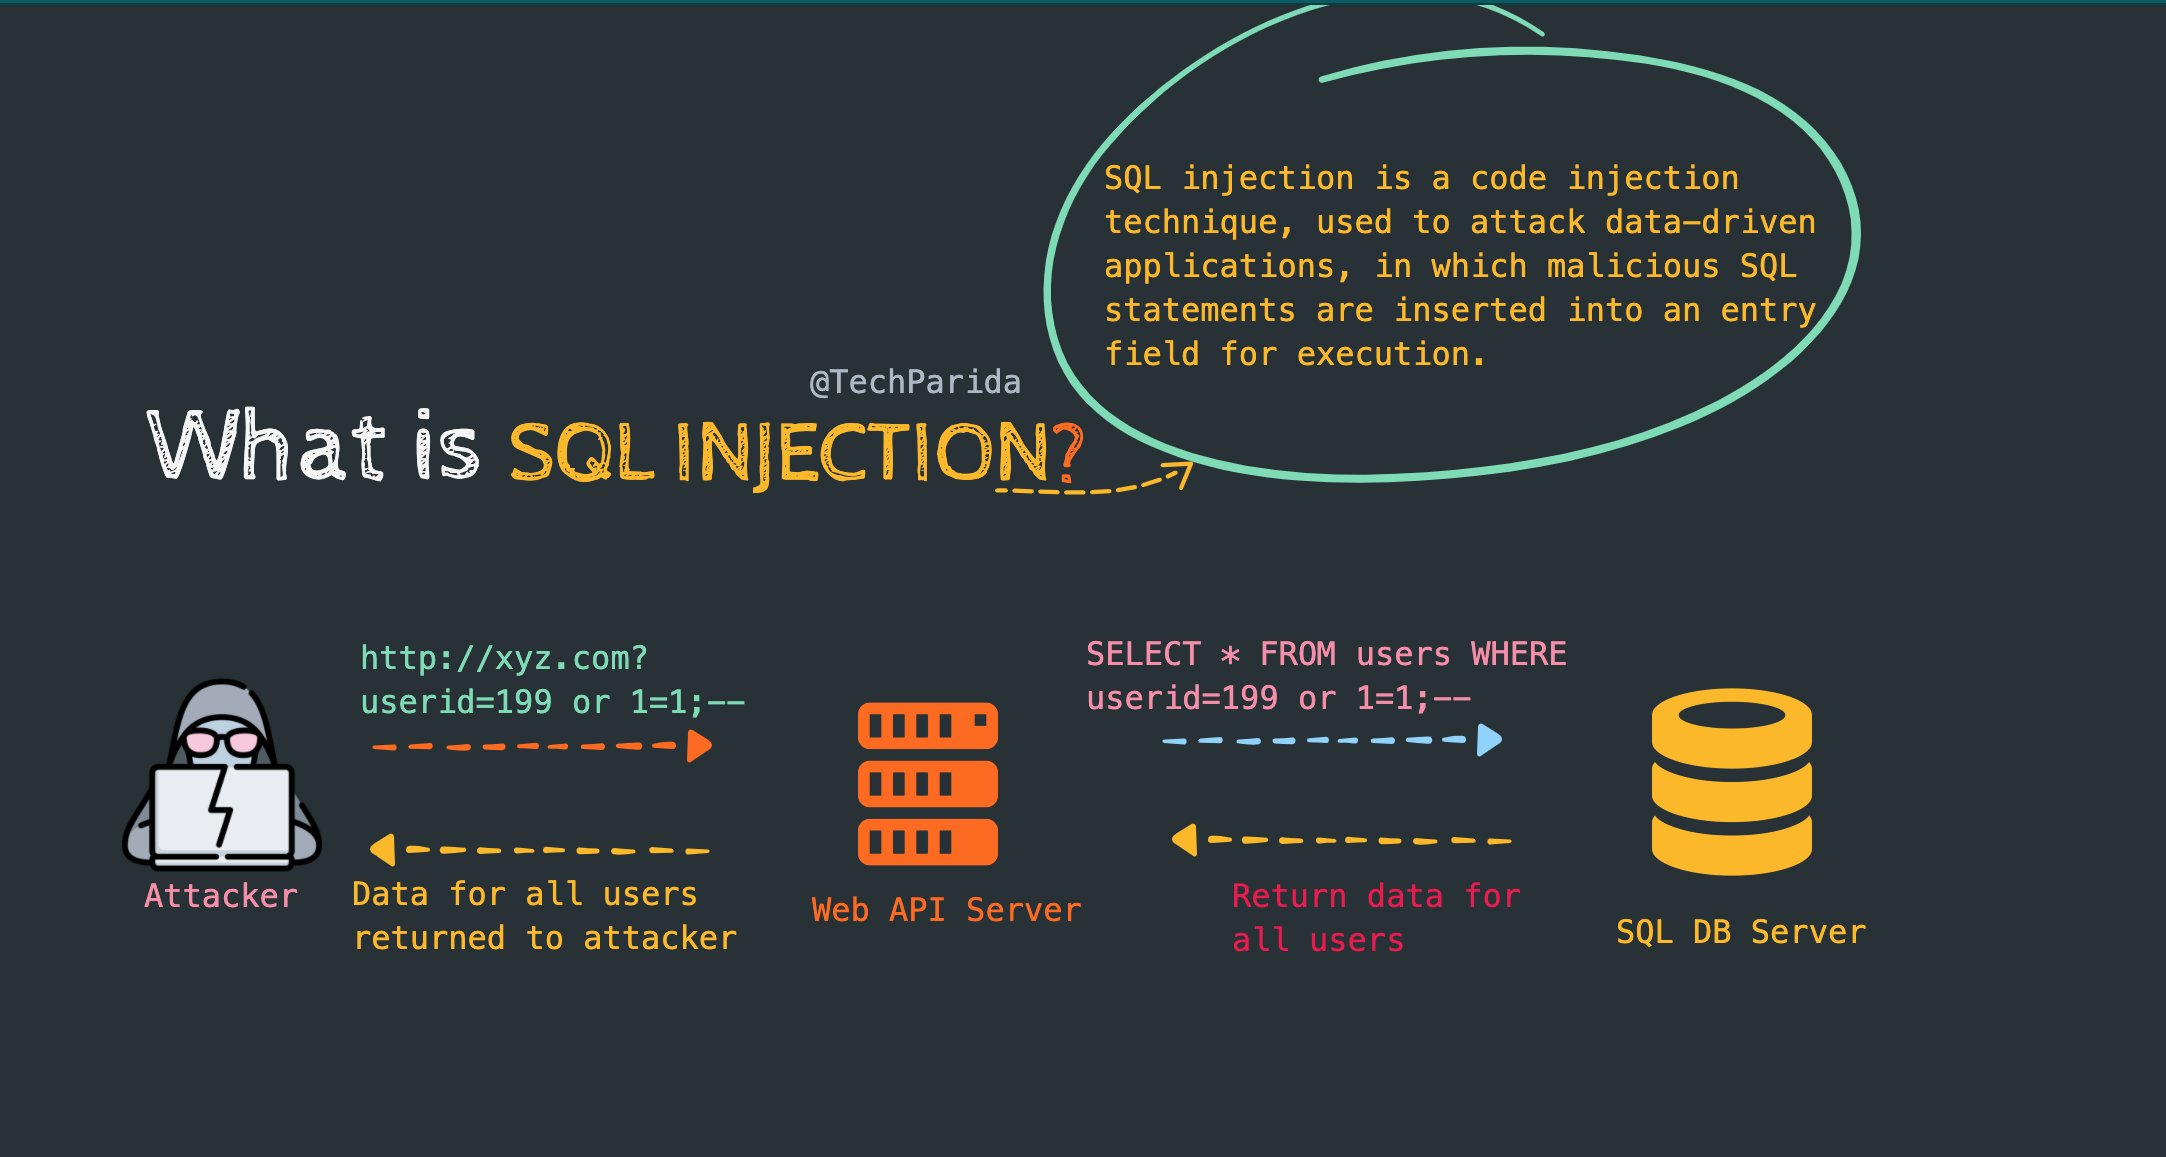 SQL injection is a code injection
technique, used to attack data-driven
applications, in which malicious SQL
statements are inserted into an entry
field for execution.
@TechParida
What is SQL INJECTION?
http://xyz.com?
userid=199 or 1=1;--
SELECT * FROM users WHERE
userid=199 or 1=1;--
Attacker
Data for all users
returned to attacker
Web API Server
Return data for
all users
SQL DB Server